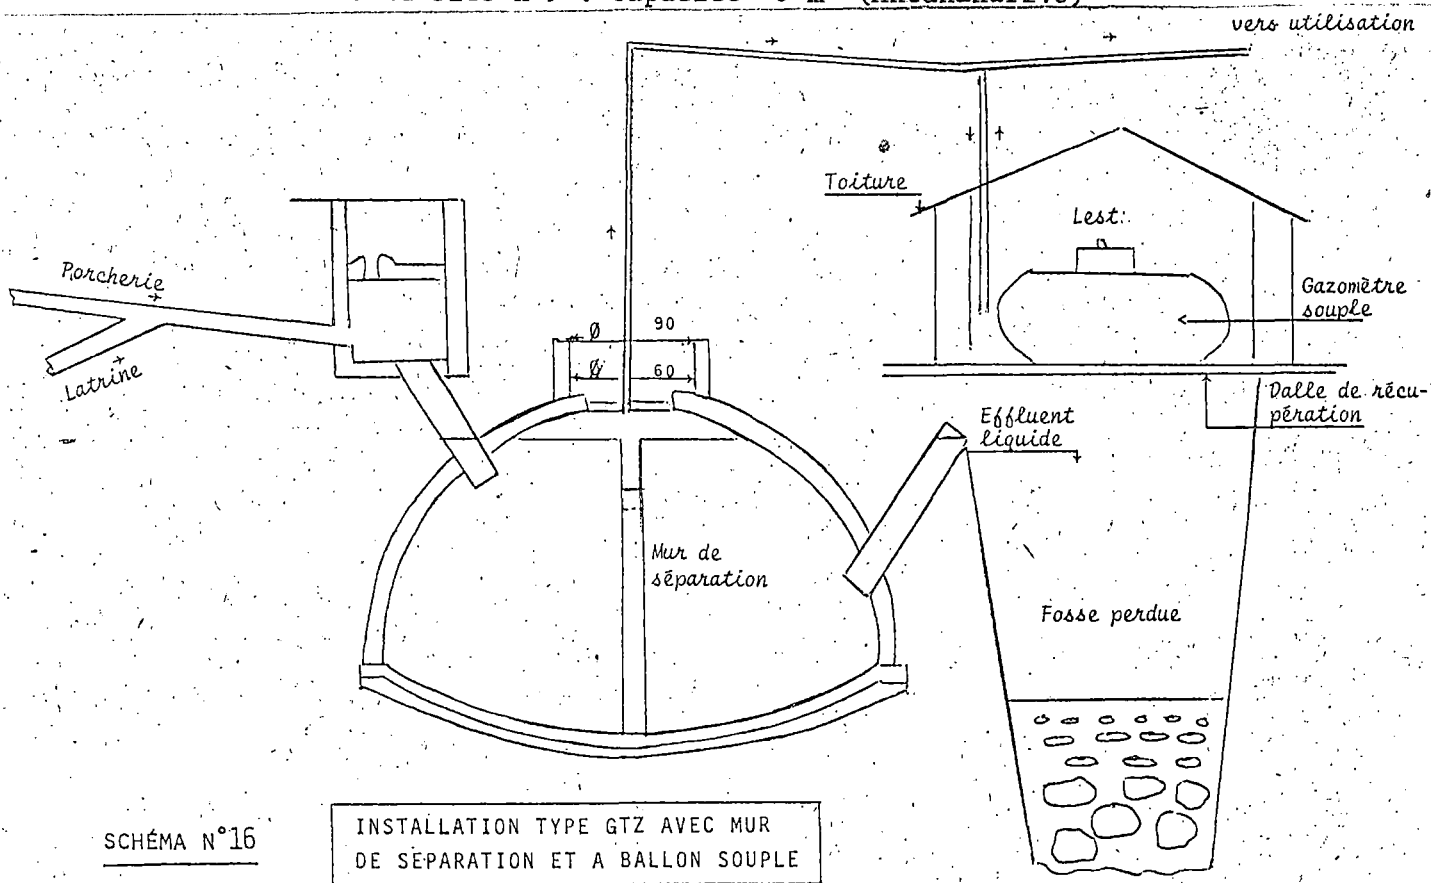 capacité
vers utilisation
Toiture
Lest:
Porcherie
Gazomètre
souple
Ø 90
Ø 60
Latrine
Dalle de récu-
pération
Effluent
liquide
Mur de
séparation
Fosse perdue
SCHÉMA N°16
INSTALLATION TYPE GTZ AVEC MUR
DE SEPARATION ET A BALLON SOUPLE